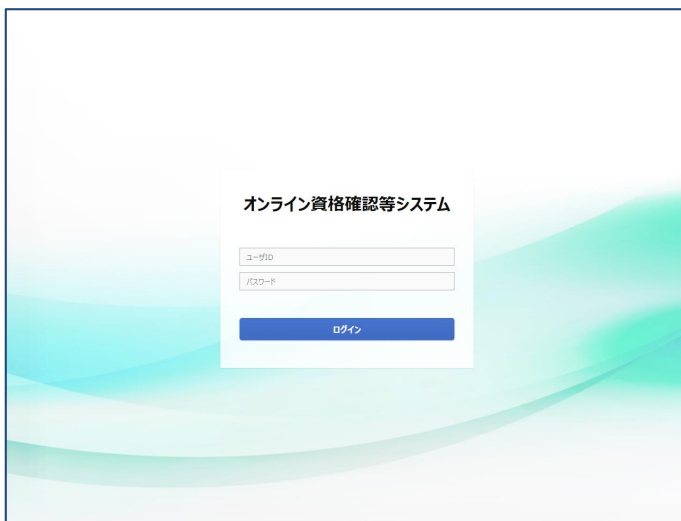 オンライン資格確認等システム
ユーザID
パスワード
ログイン